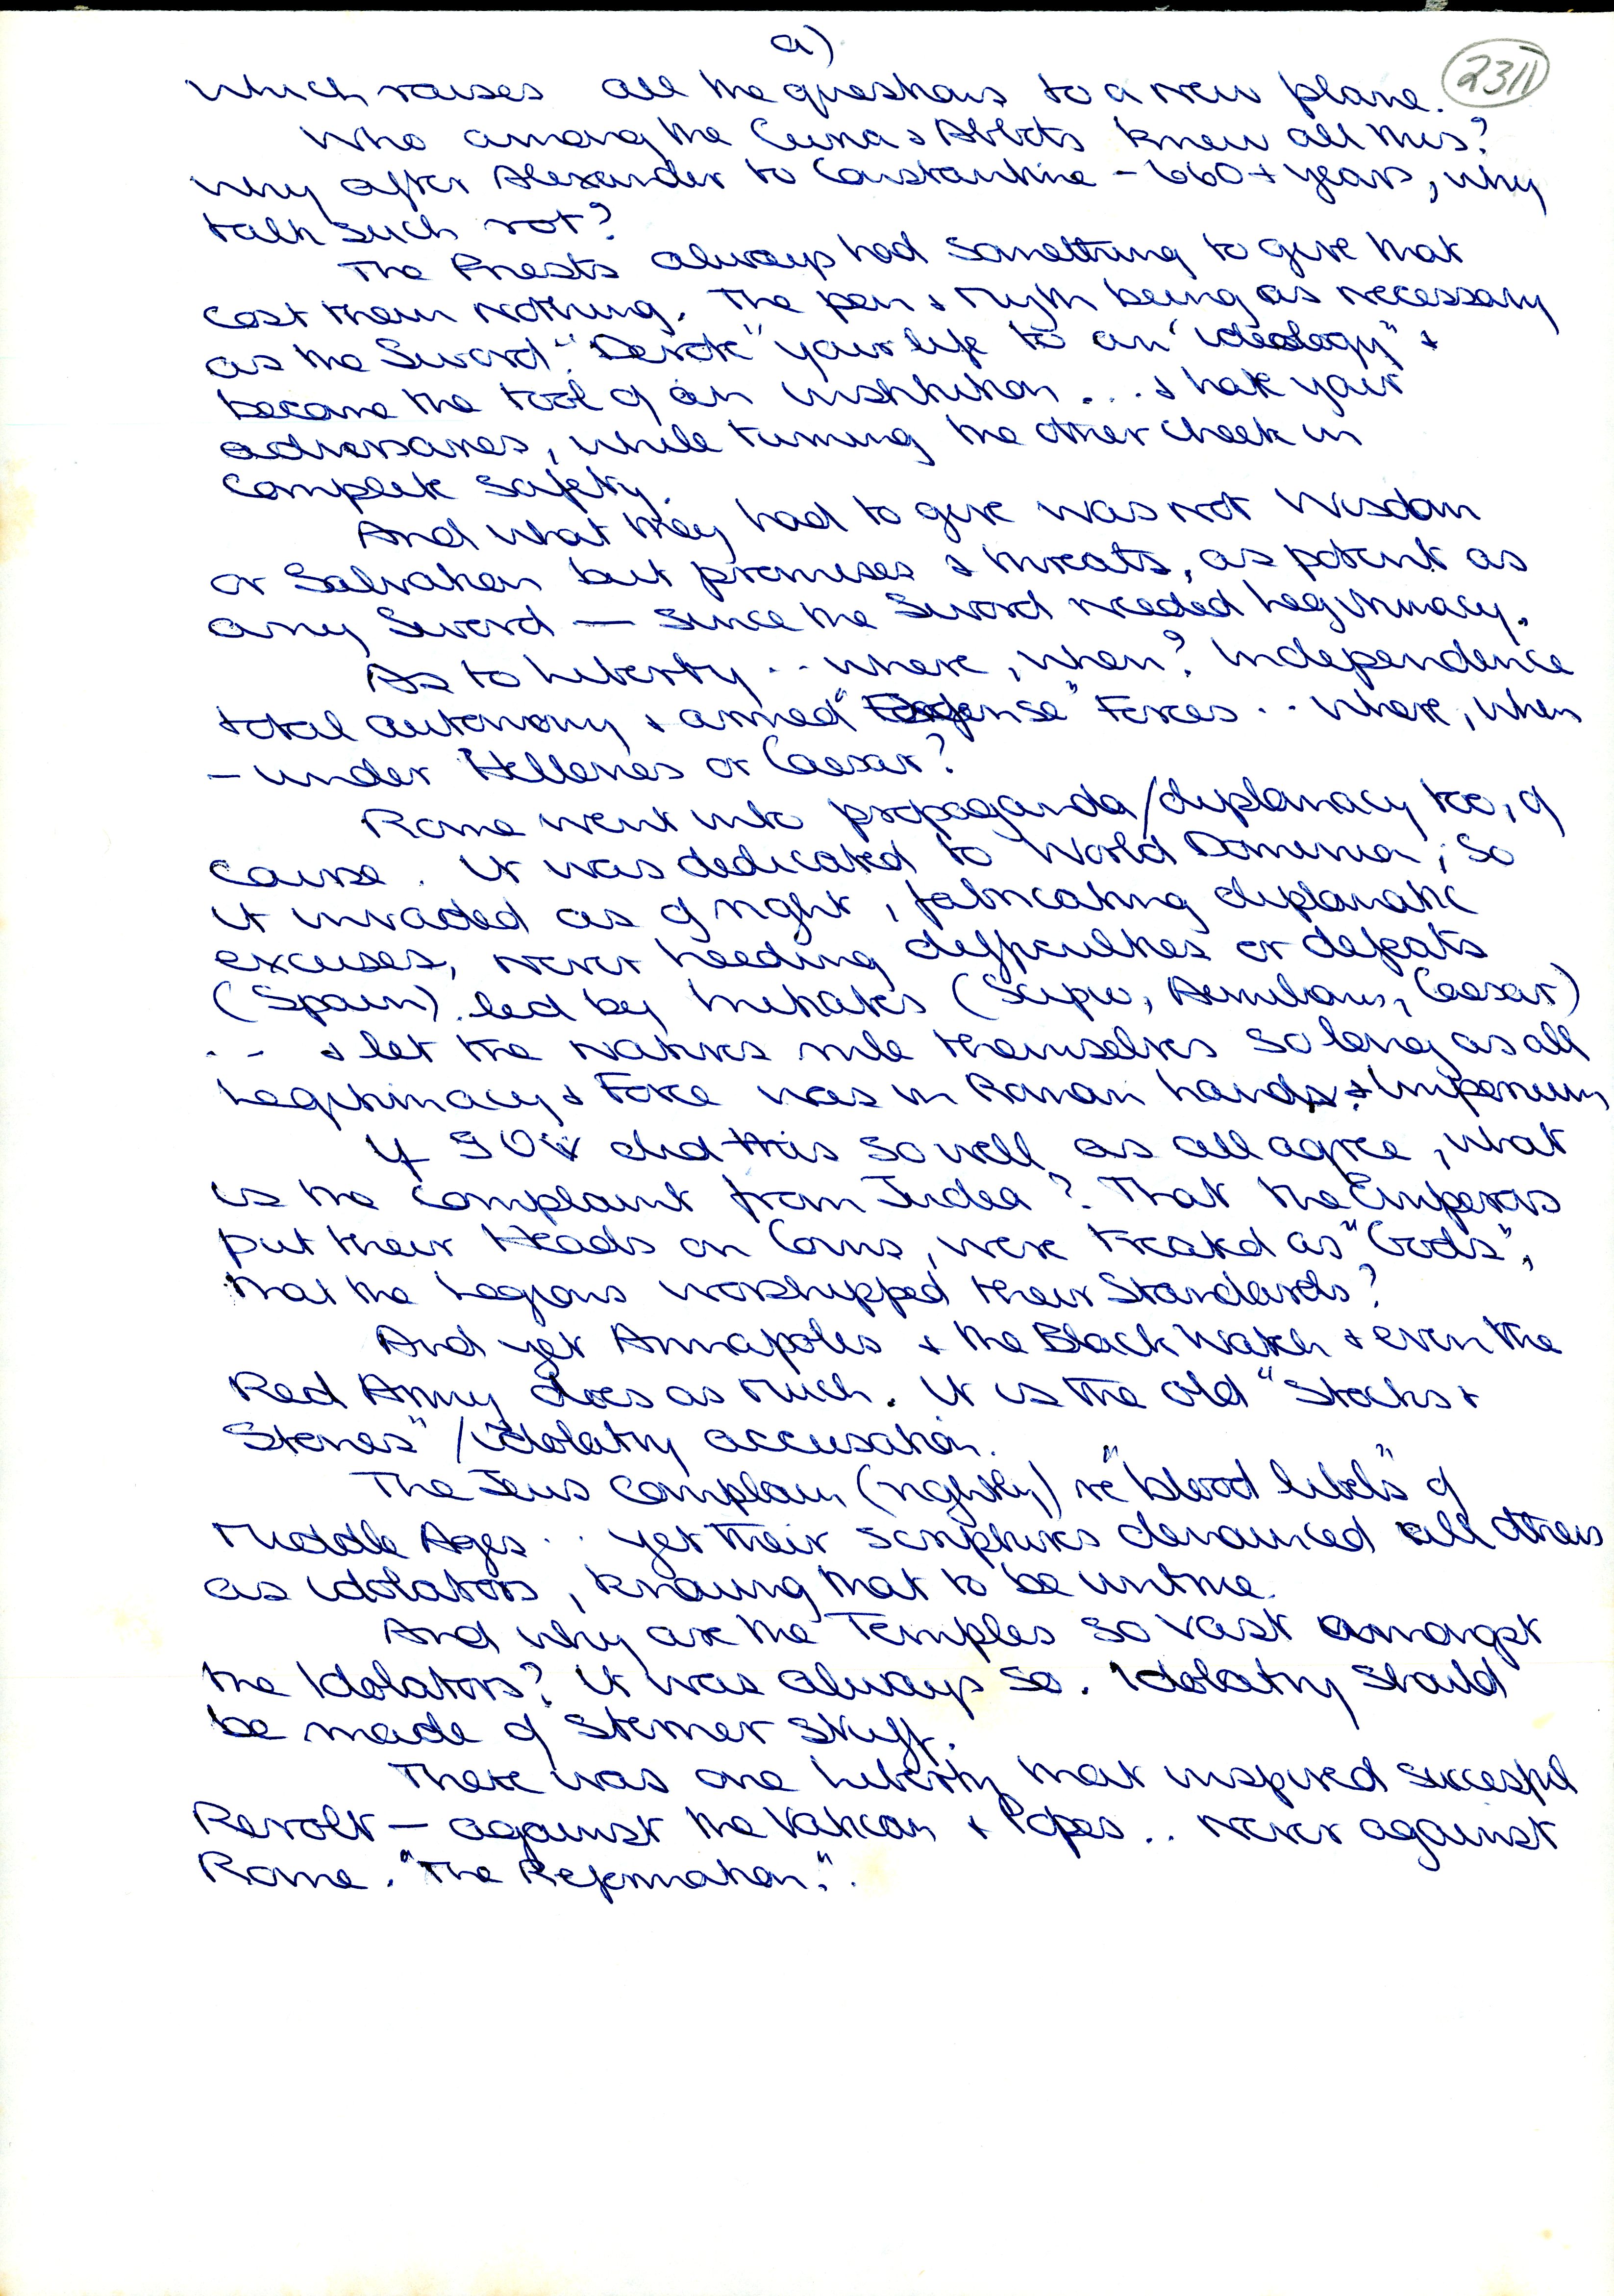 a)
2311
which raises all the questions to a new plane.
Who among the Curia & Abbots knew all this?
Why after Alexander to Constantine - 660+ years, why
talk such rot?
The Priests always had something to give that
cost them nothing. The pen & myth being as necessary
as the Sword. "Devote" your life to an "ideology" &
become the tool of an institution... & hate your
adversaries, while turning the other cheek in
complete safety.
And what they had to give was not Wisdom
or Salvation but promises & threats, as potent as
any Sword — since the Sword needed Legitimacy.
As to Liberty .. where, when? Independence
total autonomy & armed "Defense" Forces .. where, when
- under Hellenes or Caesar?
Rome went into propaganda/diplomacy too, of
course. It was dedicated to World Dominion; so
it invaded as of right, fabricating diplomatic
excuses, never heeding difficulties or defeats
(Spain) led by (Scipio, Aemilianus, Caesar)
.. & let the natives rule themselves so long as all
Legitimacy & Force was in Roman hands & Imperium
If did this so well as all agree, what
is the complaint from Judea? That the Emperors
put their Heads on Coins, were treated as "Gods",
that the Legions worshipped their Standards?
And yet Annapolis & the Black Watch & even the
Red Army does as much. It is the old "Stocks &
Stones"/idolatry accusation.
The Jews complain (rightly) re "blood libels" of
Middle Ages .. yet their scriptures denounced all others
as idolators, knowing that to be untrue.
And why are the Temples so vast amongst
the Idolators? It was always so. Idolatry should
be made of sterner stuff.
There was one Liberty that inspired successful
Revolt — against the Vatican & Popes .. never against
Rome. "The Reformation".